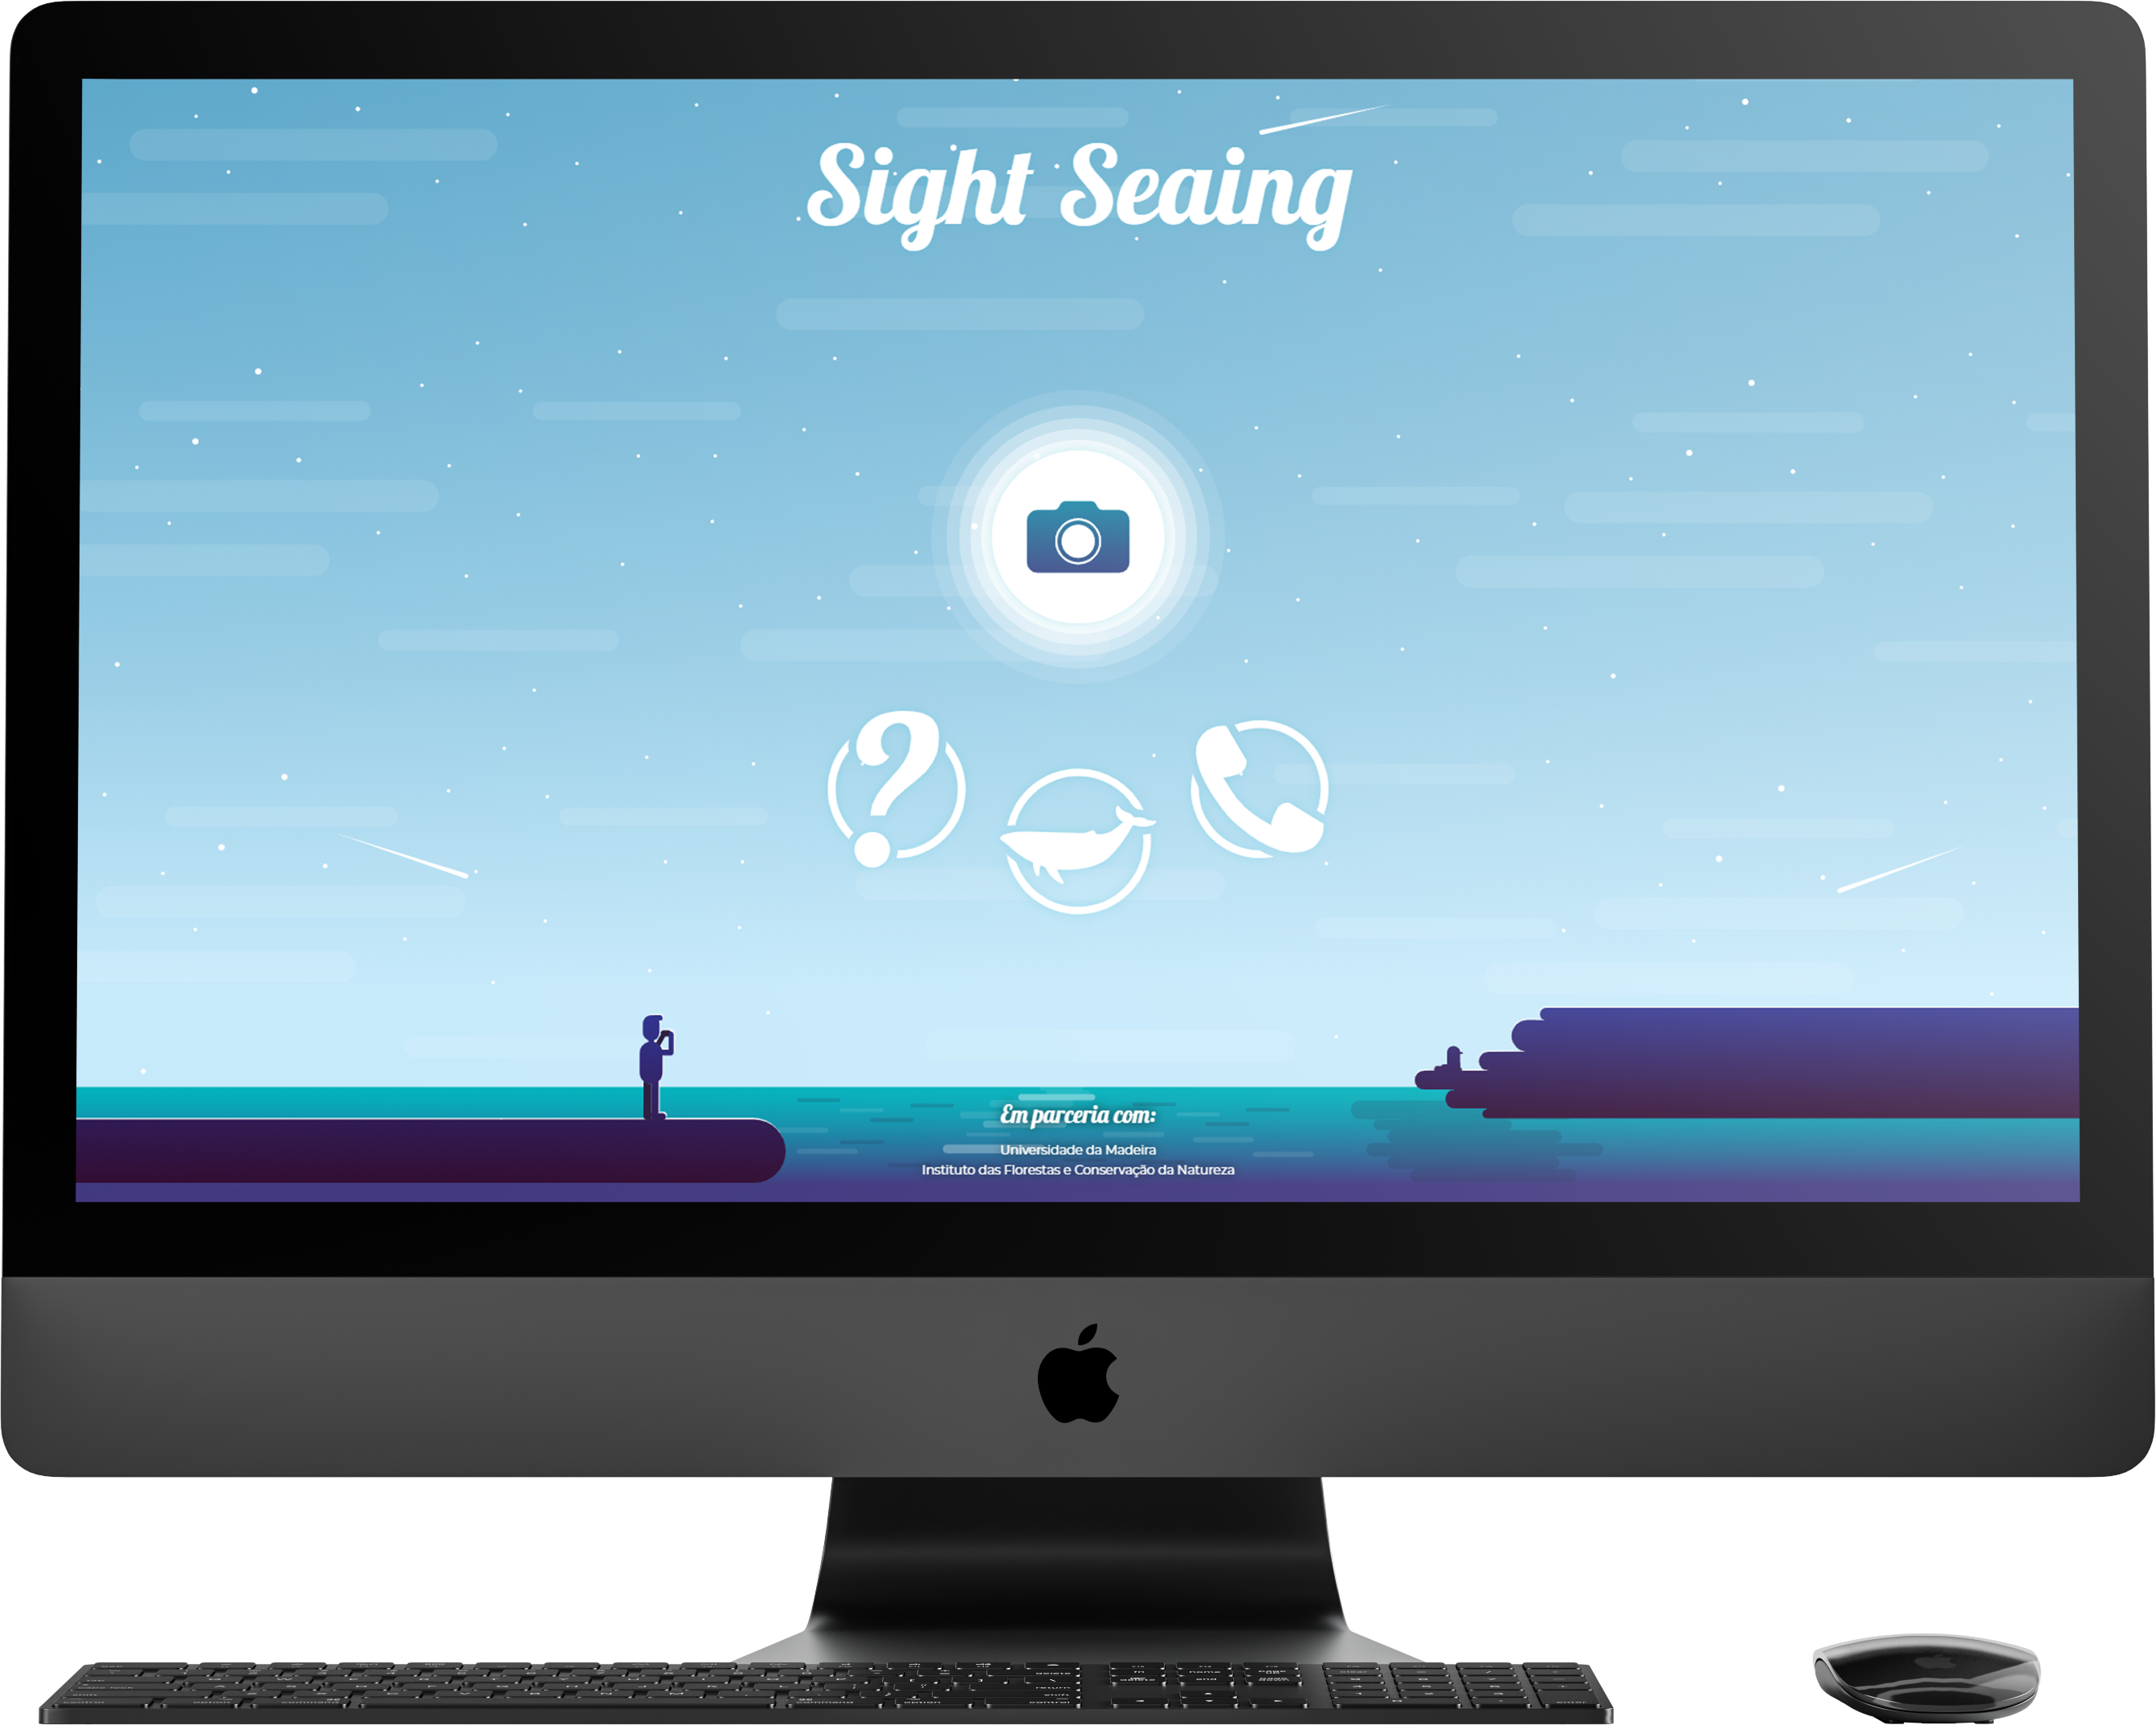 Sight Seaing
Em parceria com:
Universidade da Madeira
Instituto das Florestas e Conservação da Natureza